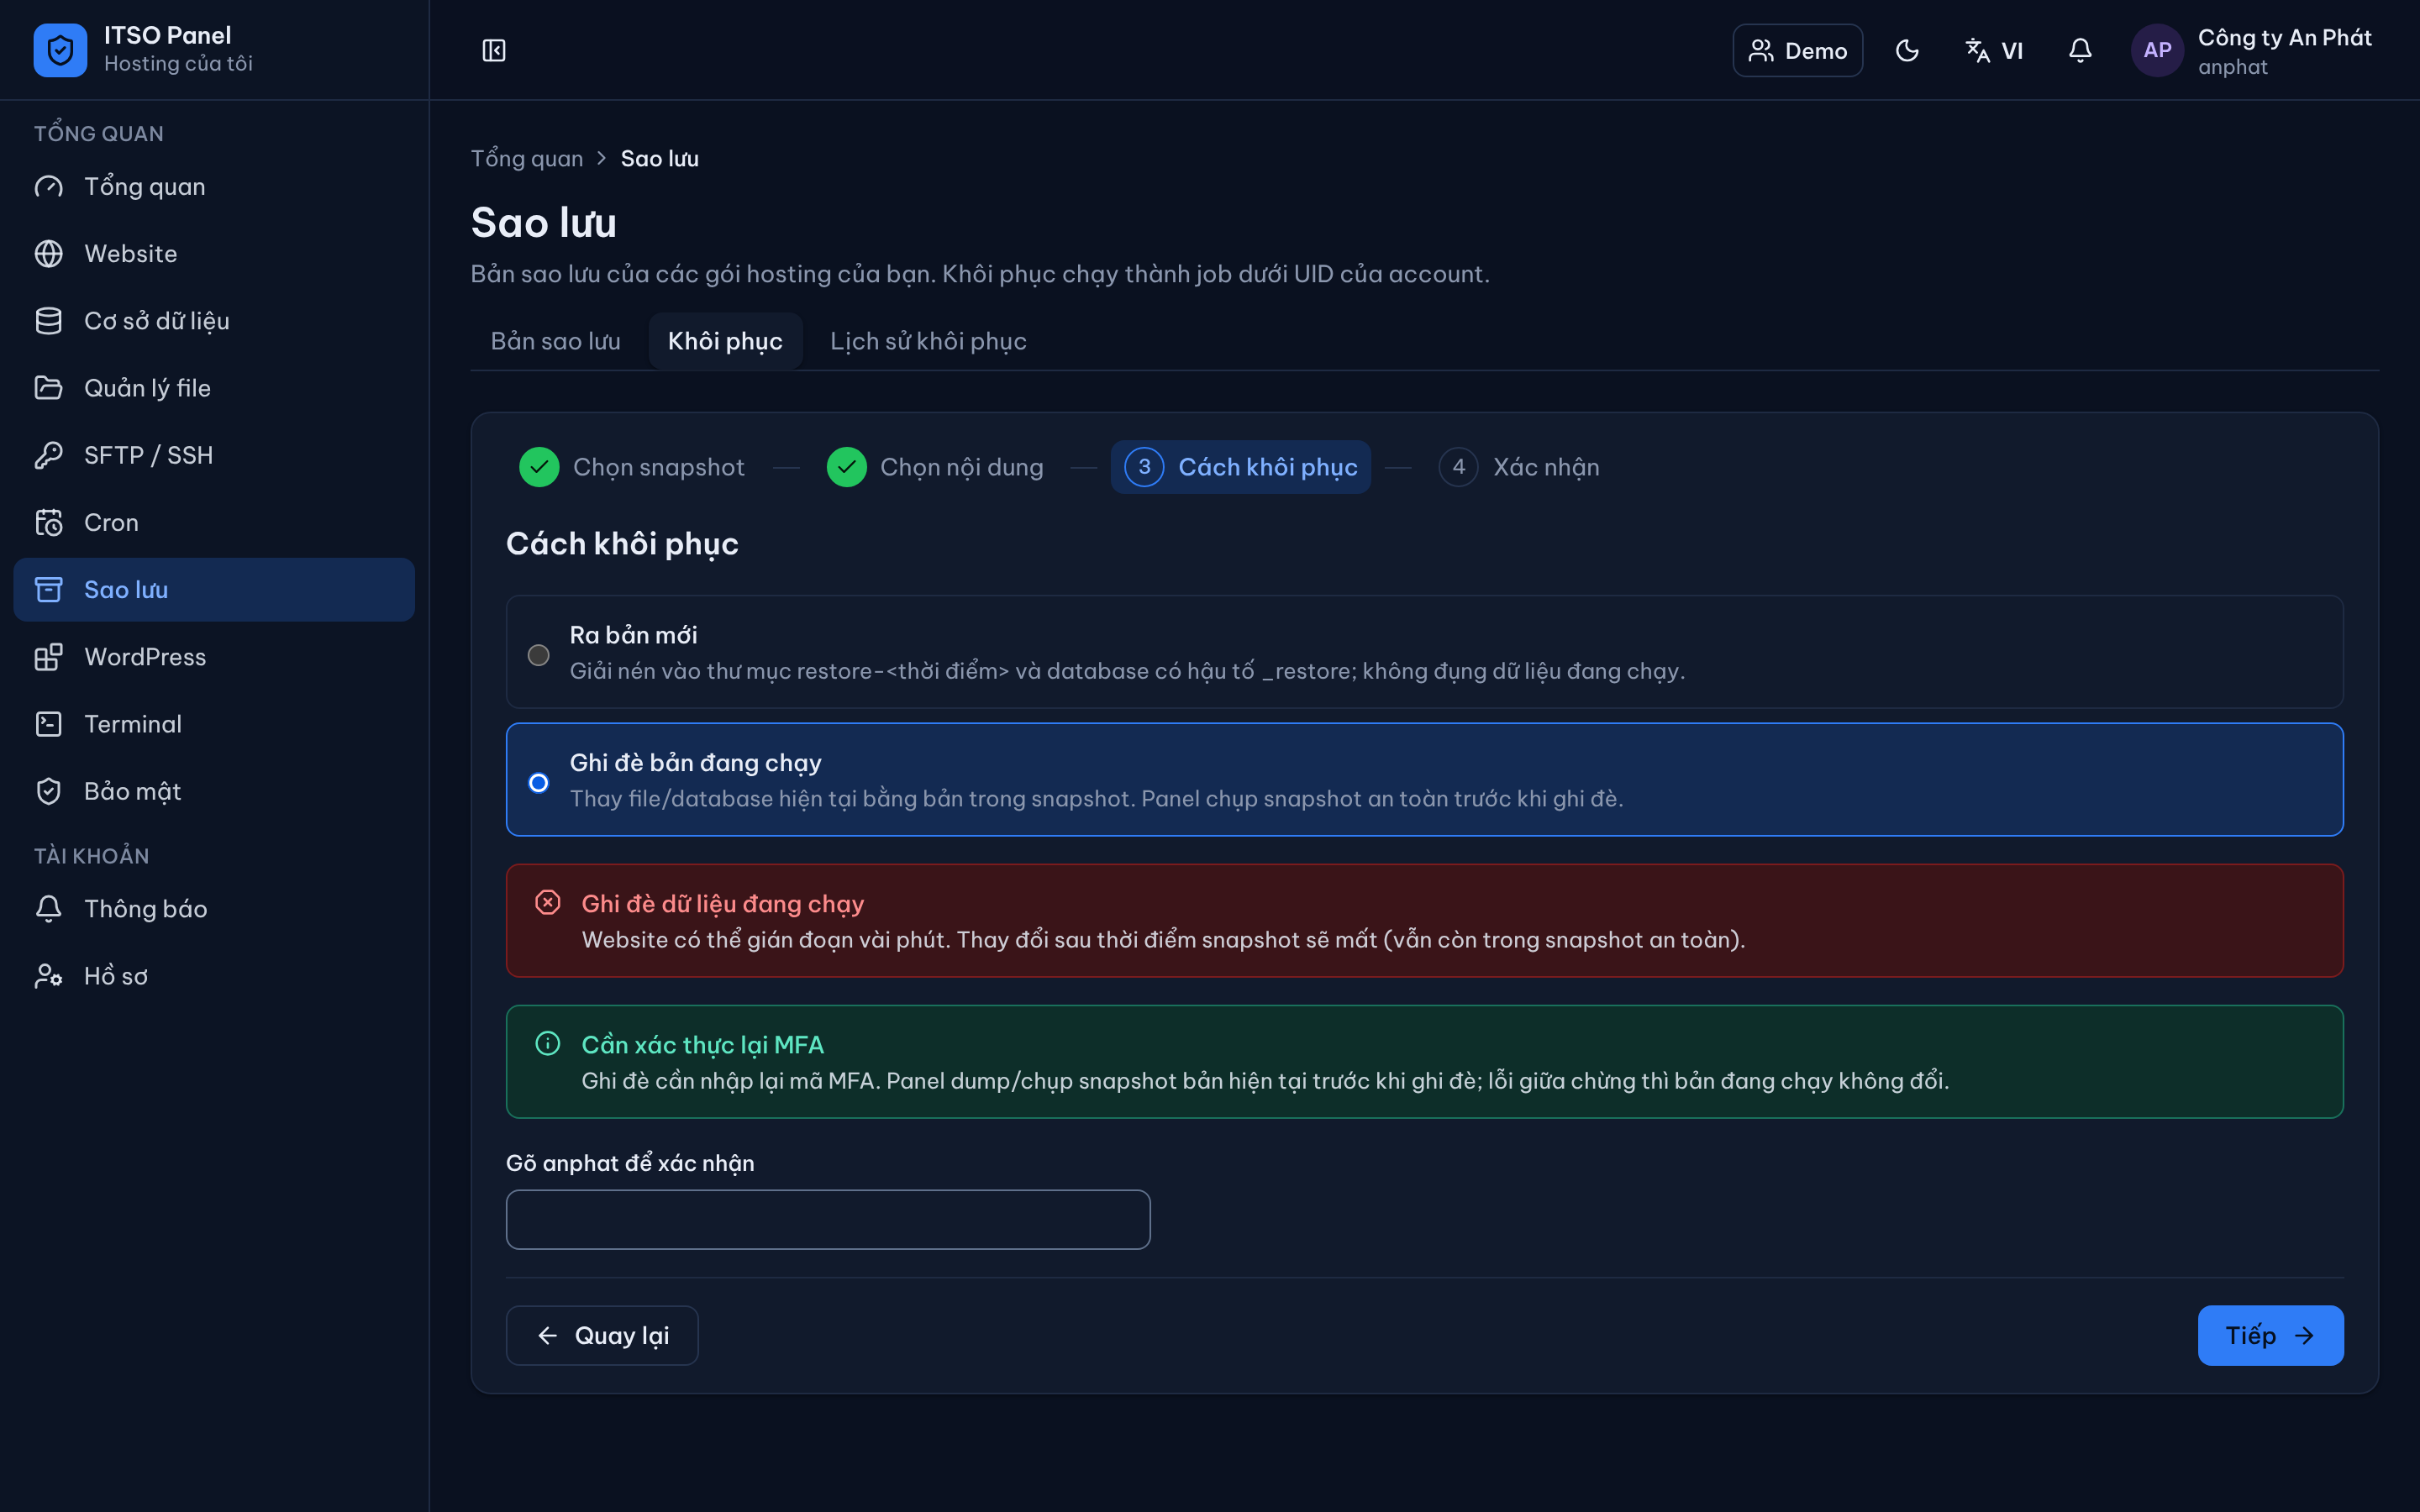 ITSO Panel
Hosting của tôi
Demo
VI
AP
Công ty An Phát
anphat
TỔNG QUAN
Tổng quan
Website
Cơ sở dữ liệu
Quản lý file
SFTP / SSH
Cron
Sao lưu
WordPress
Terminal
Bảo mật
TÀI KHOẢN
Thông báo
Hồ sơ
Tổng quan > Sao lưu
Sao lưu
Bản sao lưu của các gói hosting của bạn. Khôi phục chạy thành job dưới UID của account.
Bản sao lưu Khôi phục Lịch sử khôi phục
Chọn snapshot — Chọn nội dung — 3 Cách khôi phục — 4 Xác nhận
Cách khôi phục
Ra bản mới
Giải nén vào thư mục restore-<thời điểm> và database có hậu tố _restore; không đụng dữ liệu đang chạy.
Ghi đè bản đang chạy
Thay file/database hiện tại bằng bản trong snapshot. Panel chụp snapshot an toàn trước khi ghi đè.
Ghi đè dữ liệu đang chạy
Website có thể gián đoạn vài phút. Thay đổi sau thời điểm snapshot sẽ mất (vẫn còn trong snapshot an toàn).
Cần xác thực lại MFA
Ghi đè cần nhập lại mã MFA. Panel dump/chụp snapshot bản hiện tại trước khi ghi đè; lỗi giữa chừng thì bản đang chạy không đổi.
Gõ anphat để xác nhận
Quay lại
Tiếp